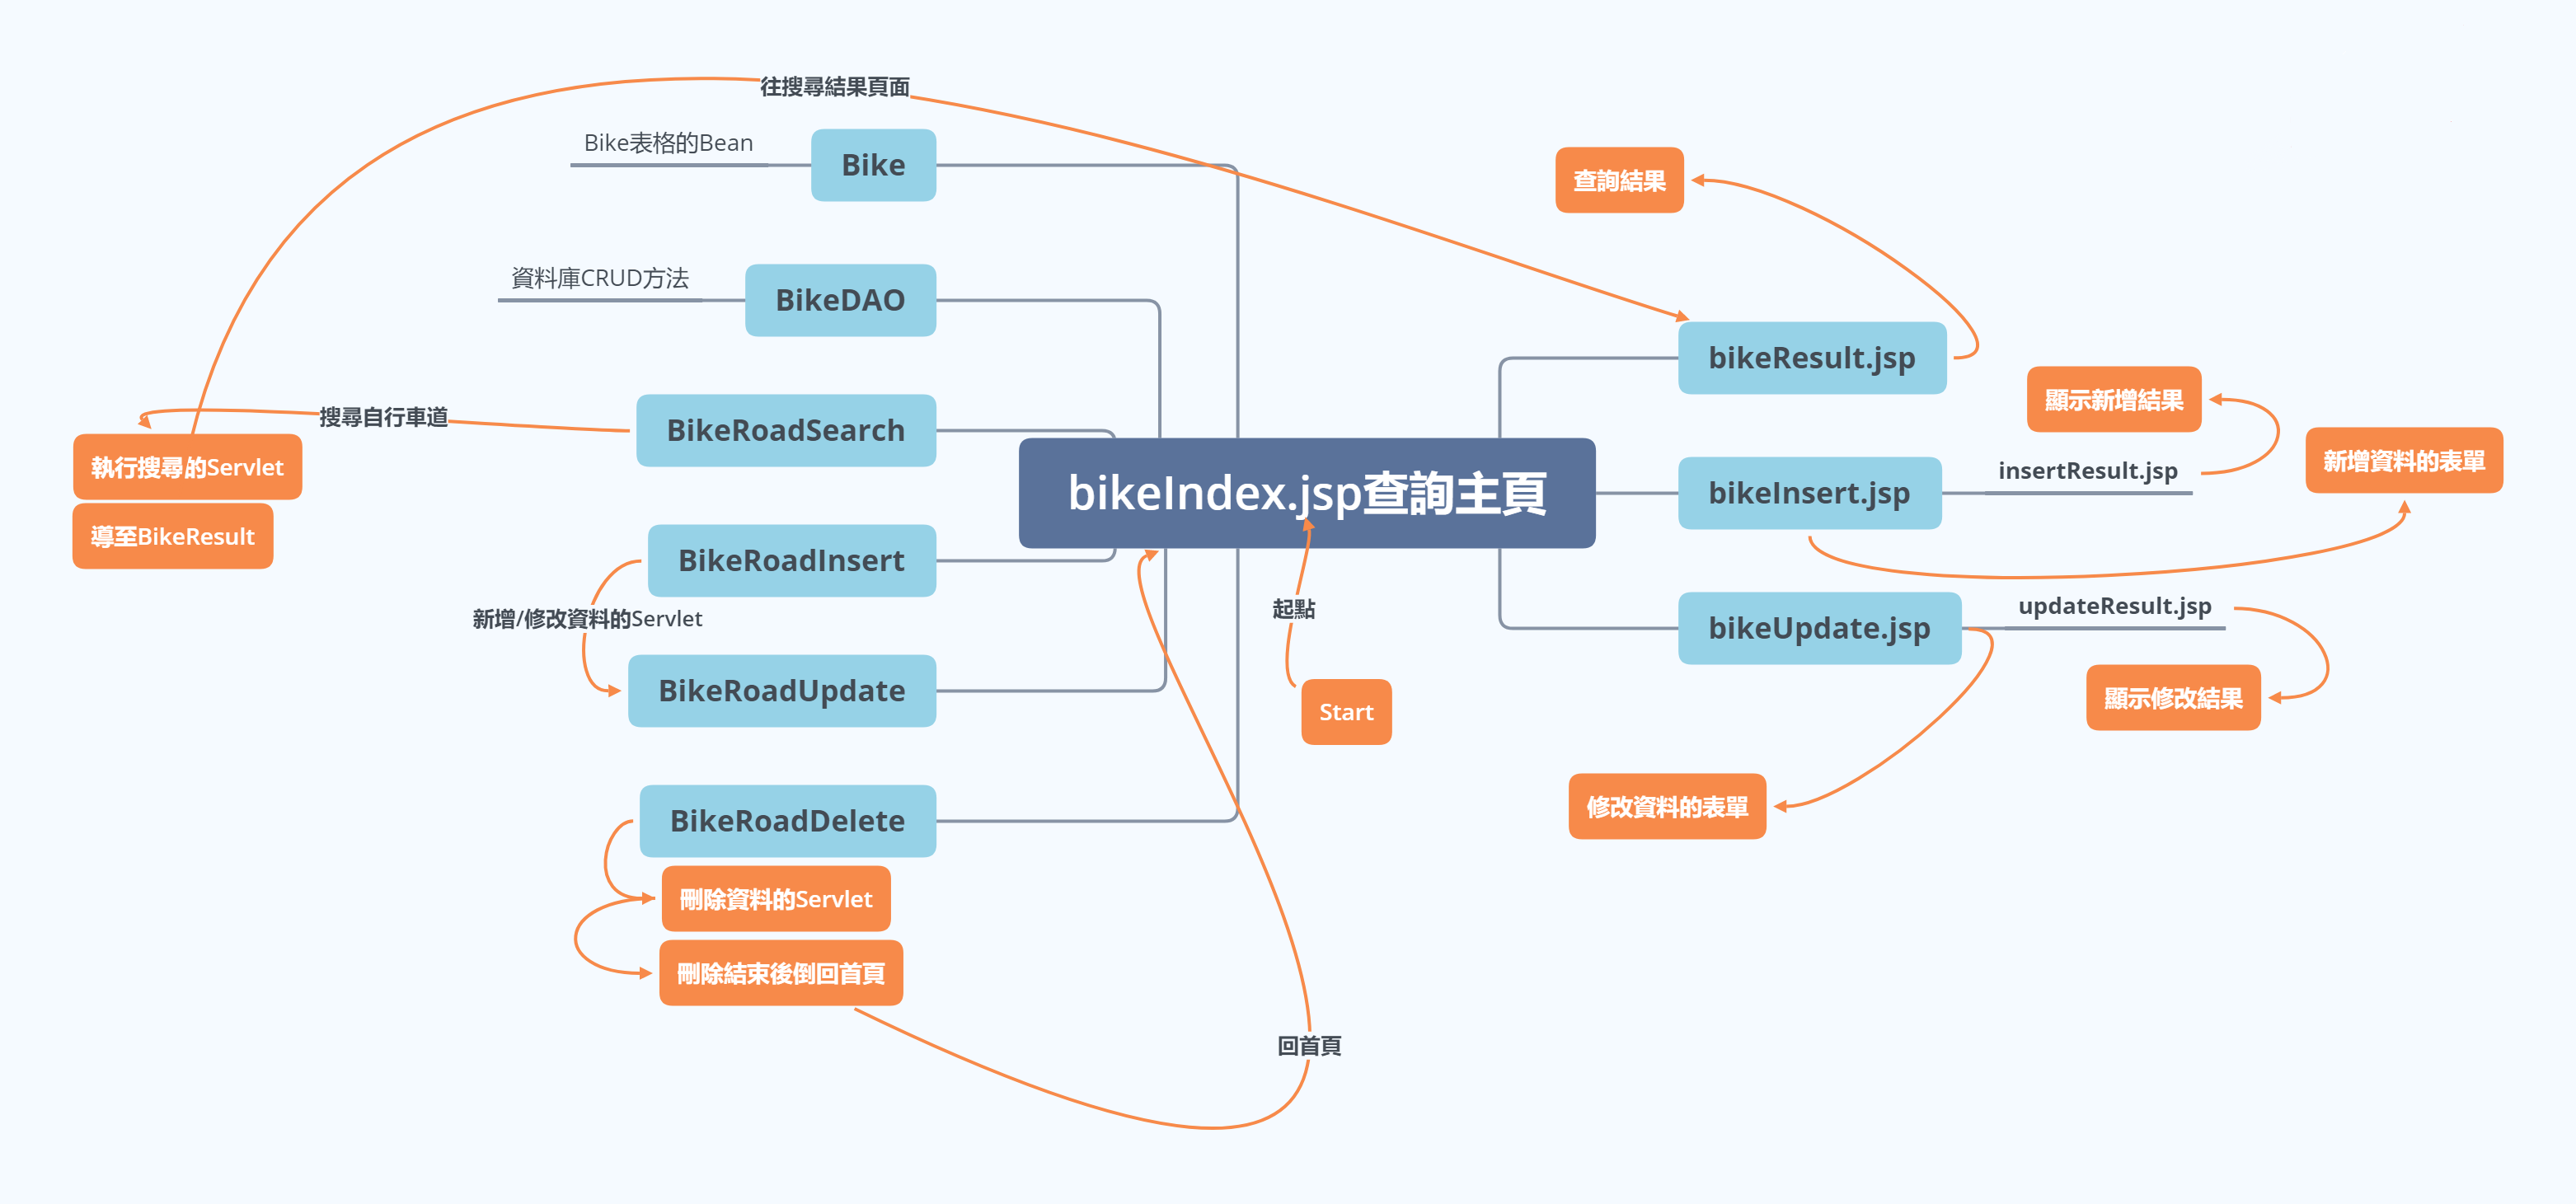 往搜尋結果頁面
Bike表格的Bean
Bike
查詢結果
資料庫CRUD方法
BikeDAO
bikeResult.jsp
顯示新增結果
搜尋自行車道
BikeRoadSearch
執行搜尋的Servlet
新增資料的表單
bikeIndex.jsp查詢主頁
bikeInsert.jsp
insertResult.jsp
導至BikeResult
BikeRoadInsert
新增/修改資料的Servlet
起點
bikeUpdate.jsp
updateResult.jsp
BikeRoadUpdate
Start
顯示修改結果
BikeRoadDelete
修改資料的表單
刪除資料的Servlet
刪除結束後倒回首頁
回首頁